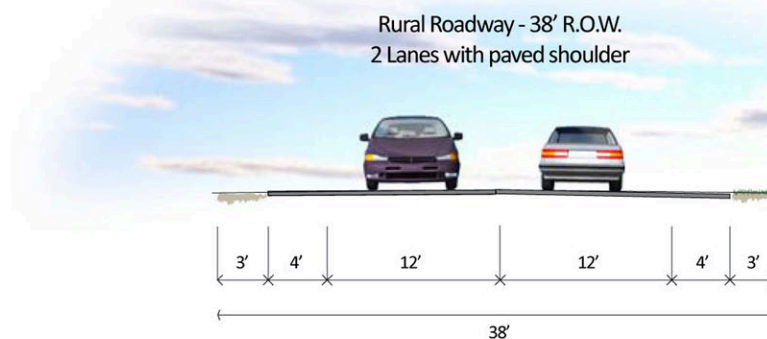 Rural Roadway - 38’ R.O.W.
2 Lanes with paved shoulder
3’ 4’ 12’ 12’ 4’ 3’
38’